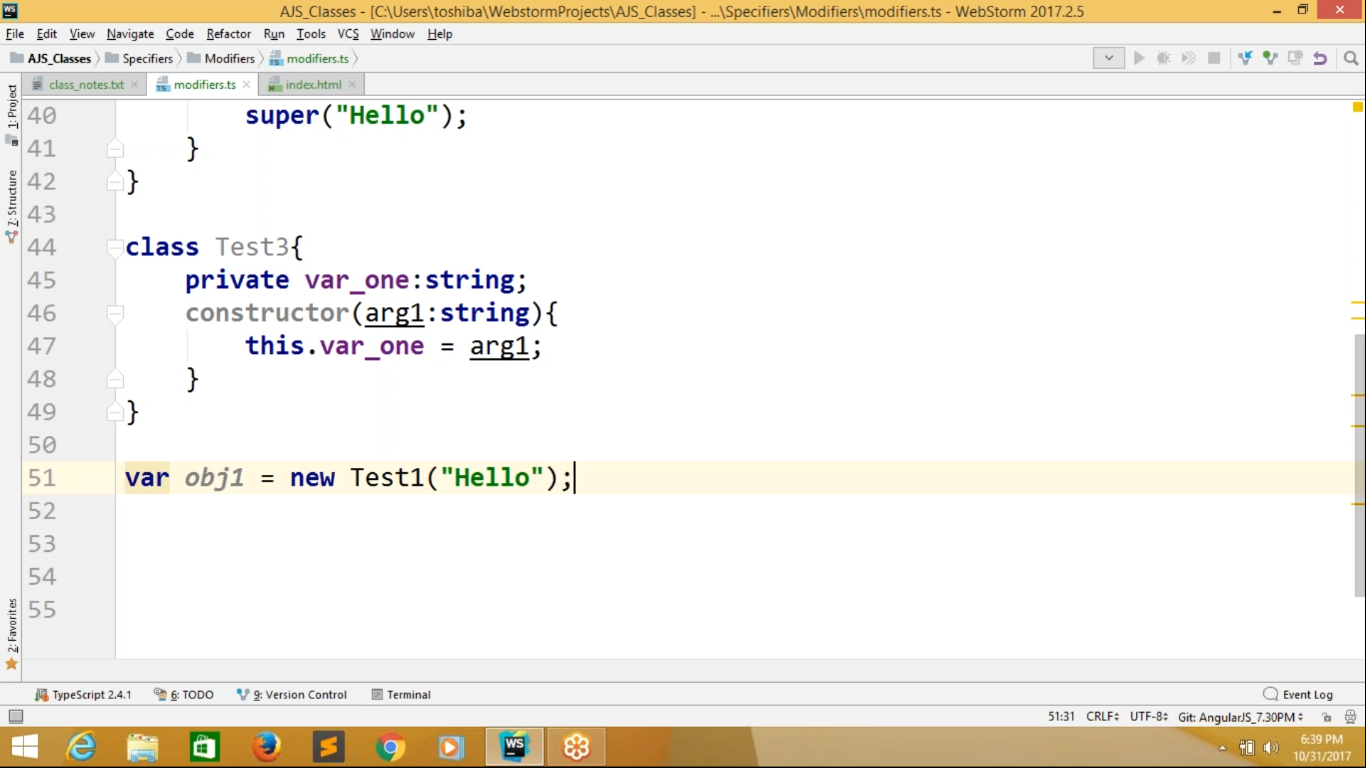 AJS_Classes - [C:\Users\toshiba\WebstormProjects\AJS_Classes] - ...\Specifiers\Modifiers\modifiers.ts - WebStorm 2017.2.5
File Edit View Navigate Code Refactor Run Tools VCS Window Help
AJS_Classes Specifiers Modifiers modifiers.ts
class_notes.txt modifiers.ts index.html
1: Project
7: Structure
2: Favorites
40 super("Hello");
41 }
42 }
43
44 class Test3{
45 private var_one:string;
46 constructor(arg1:string){
47 this.var_one = arg1;
48 }
49 }
50
51 var obj1 = new Test1("Hello");
52
53
54
55
TypeScript 2.4.1 6: TODO 9: Version Control Terminal Event Log
51:31 CRLF UTF-8 Git: AngularJS_7.30PM
6:39 PM
10/31/2017